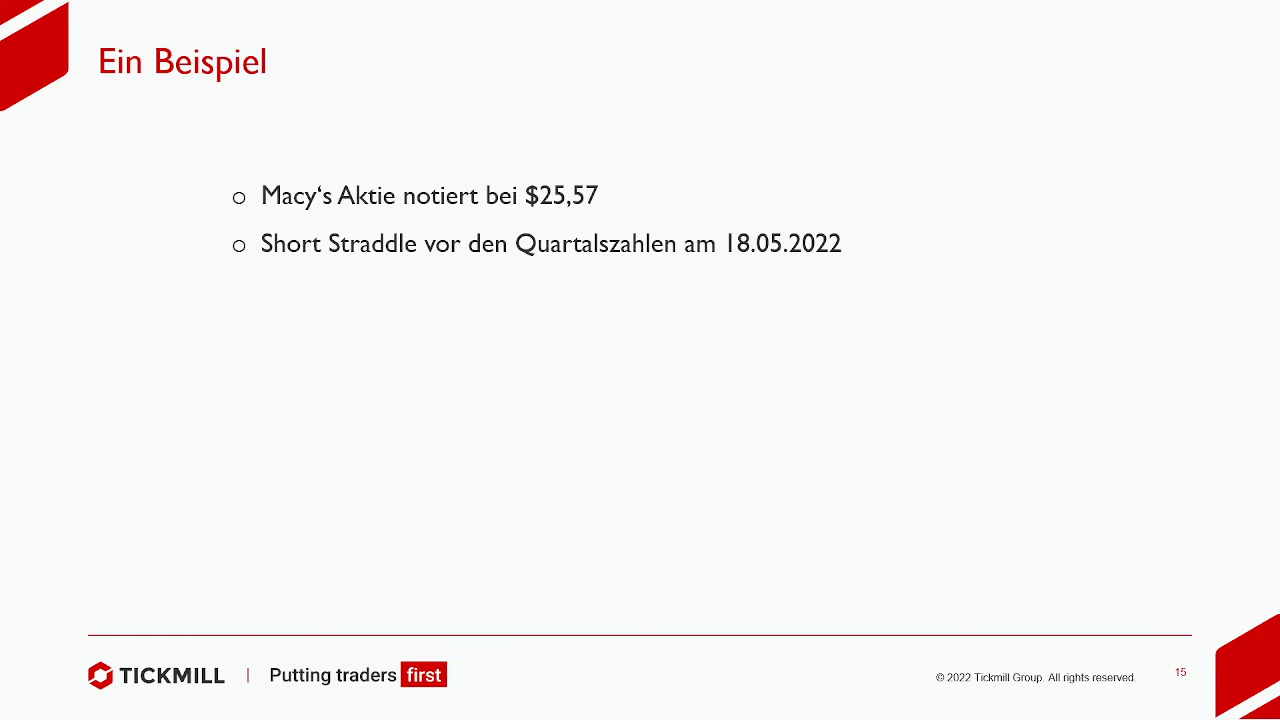 Ein Beispiel
○ Macy‘s Aktie notiert bei $25,57
○ Short Straddle vor den Quartalszahlen am 18.05.2022
TICKMILL | Putting traders first
© 2022 Tickmill Group. All rights reserved.
15